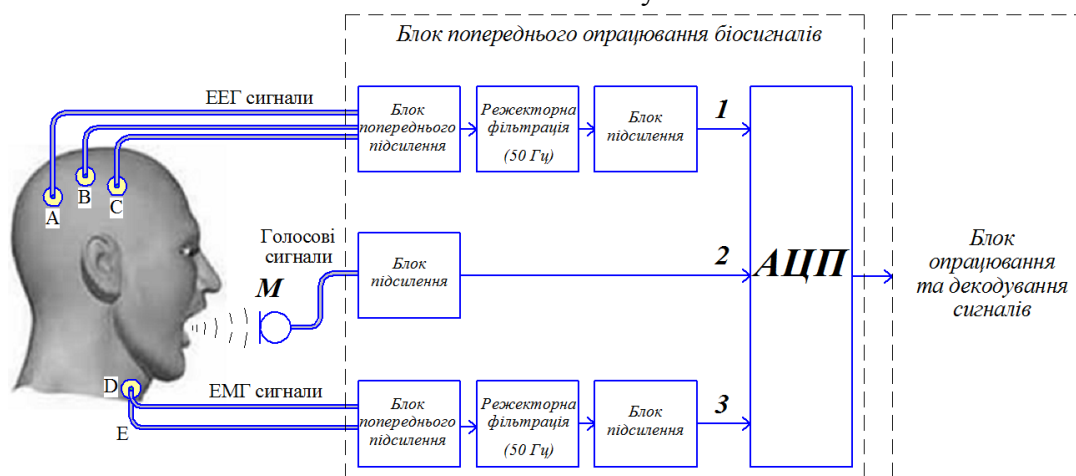 Блок попереднього опрацювання біосигналів
ЕЕГ сигнали
Блок
попереднього
підсилення
Режекторна
фільтрація
(50 Гц)
Блок
підсилення
1
A
B
C
Голосові
сигнали
М
Блок
підсилення
2
АЦП
Блок
опрацювання
та декодування
сигналів
D
E
ЕМГ сигнали
Блок
попереднього
підсилення
Режекторна
фільтрація
(50 Гц)
Блок
підсилення
3